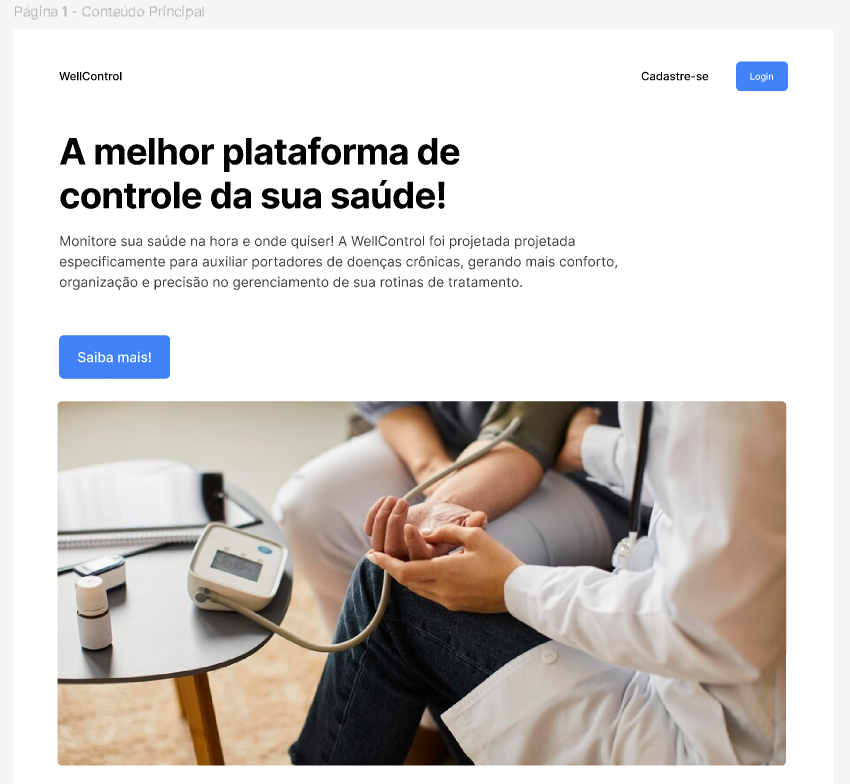 Página 1 - Conteúdo Principal
WellControl
Cadastre-se
Login
A melhor plataforma de
controle da sua saúde!
Monitore sua saúde na hora e onde quiser! A WellControl foi projetada projetada
especificamente para auxiliar portadores de doenças crônicas, gerando mais conforto,
organização e precisão no gerenciamento de sua rotinas de tratamento.
Saiba mais!